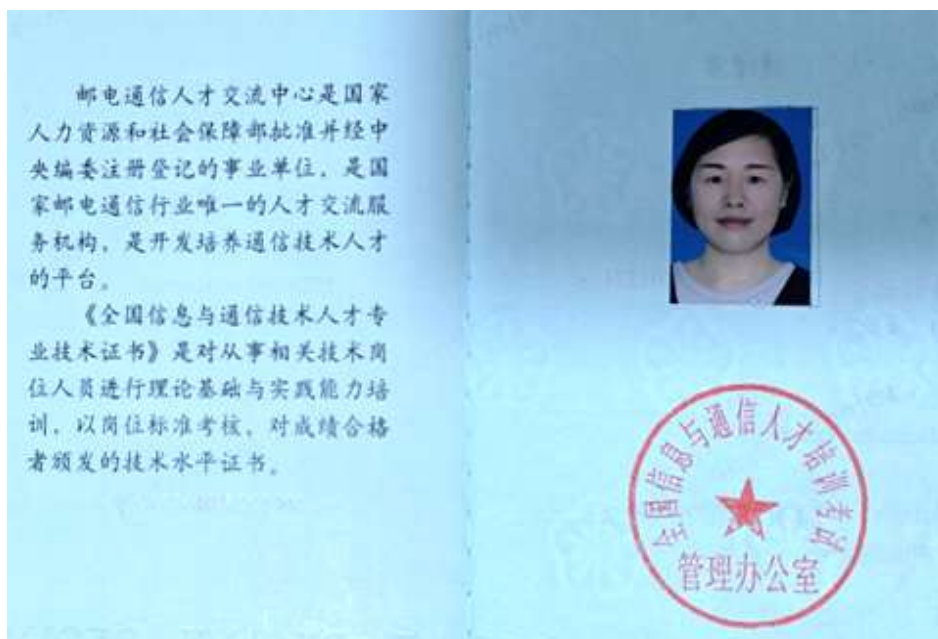 邮电通信人才交流中心是国家
人力资源和社会保障部批准并经中
央编委注册登记的事业单位，是国
家邮电通信行业唯一的人才交流服
务机构，是开发培养通信技术人才
的平台。
《全国信息与通信技术人才专
业技术证书》是对从事相关技术岗
位人员进行理论基础与实践能力培
训，以岗位标准考核，对成绩合格
者颁发的技术水平证书。
全国信息与通信人才培训考试
管理办公室